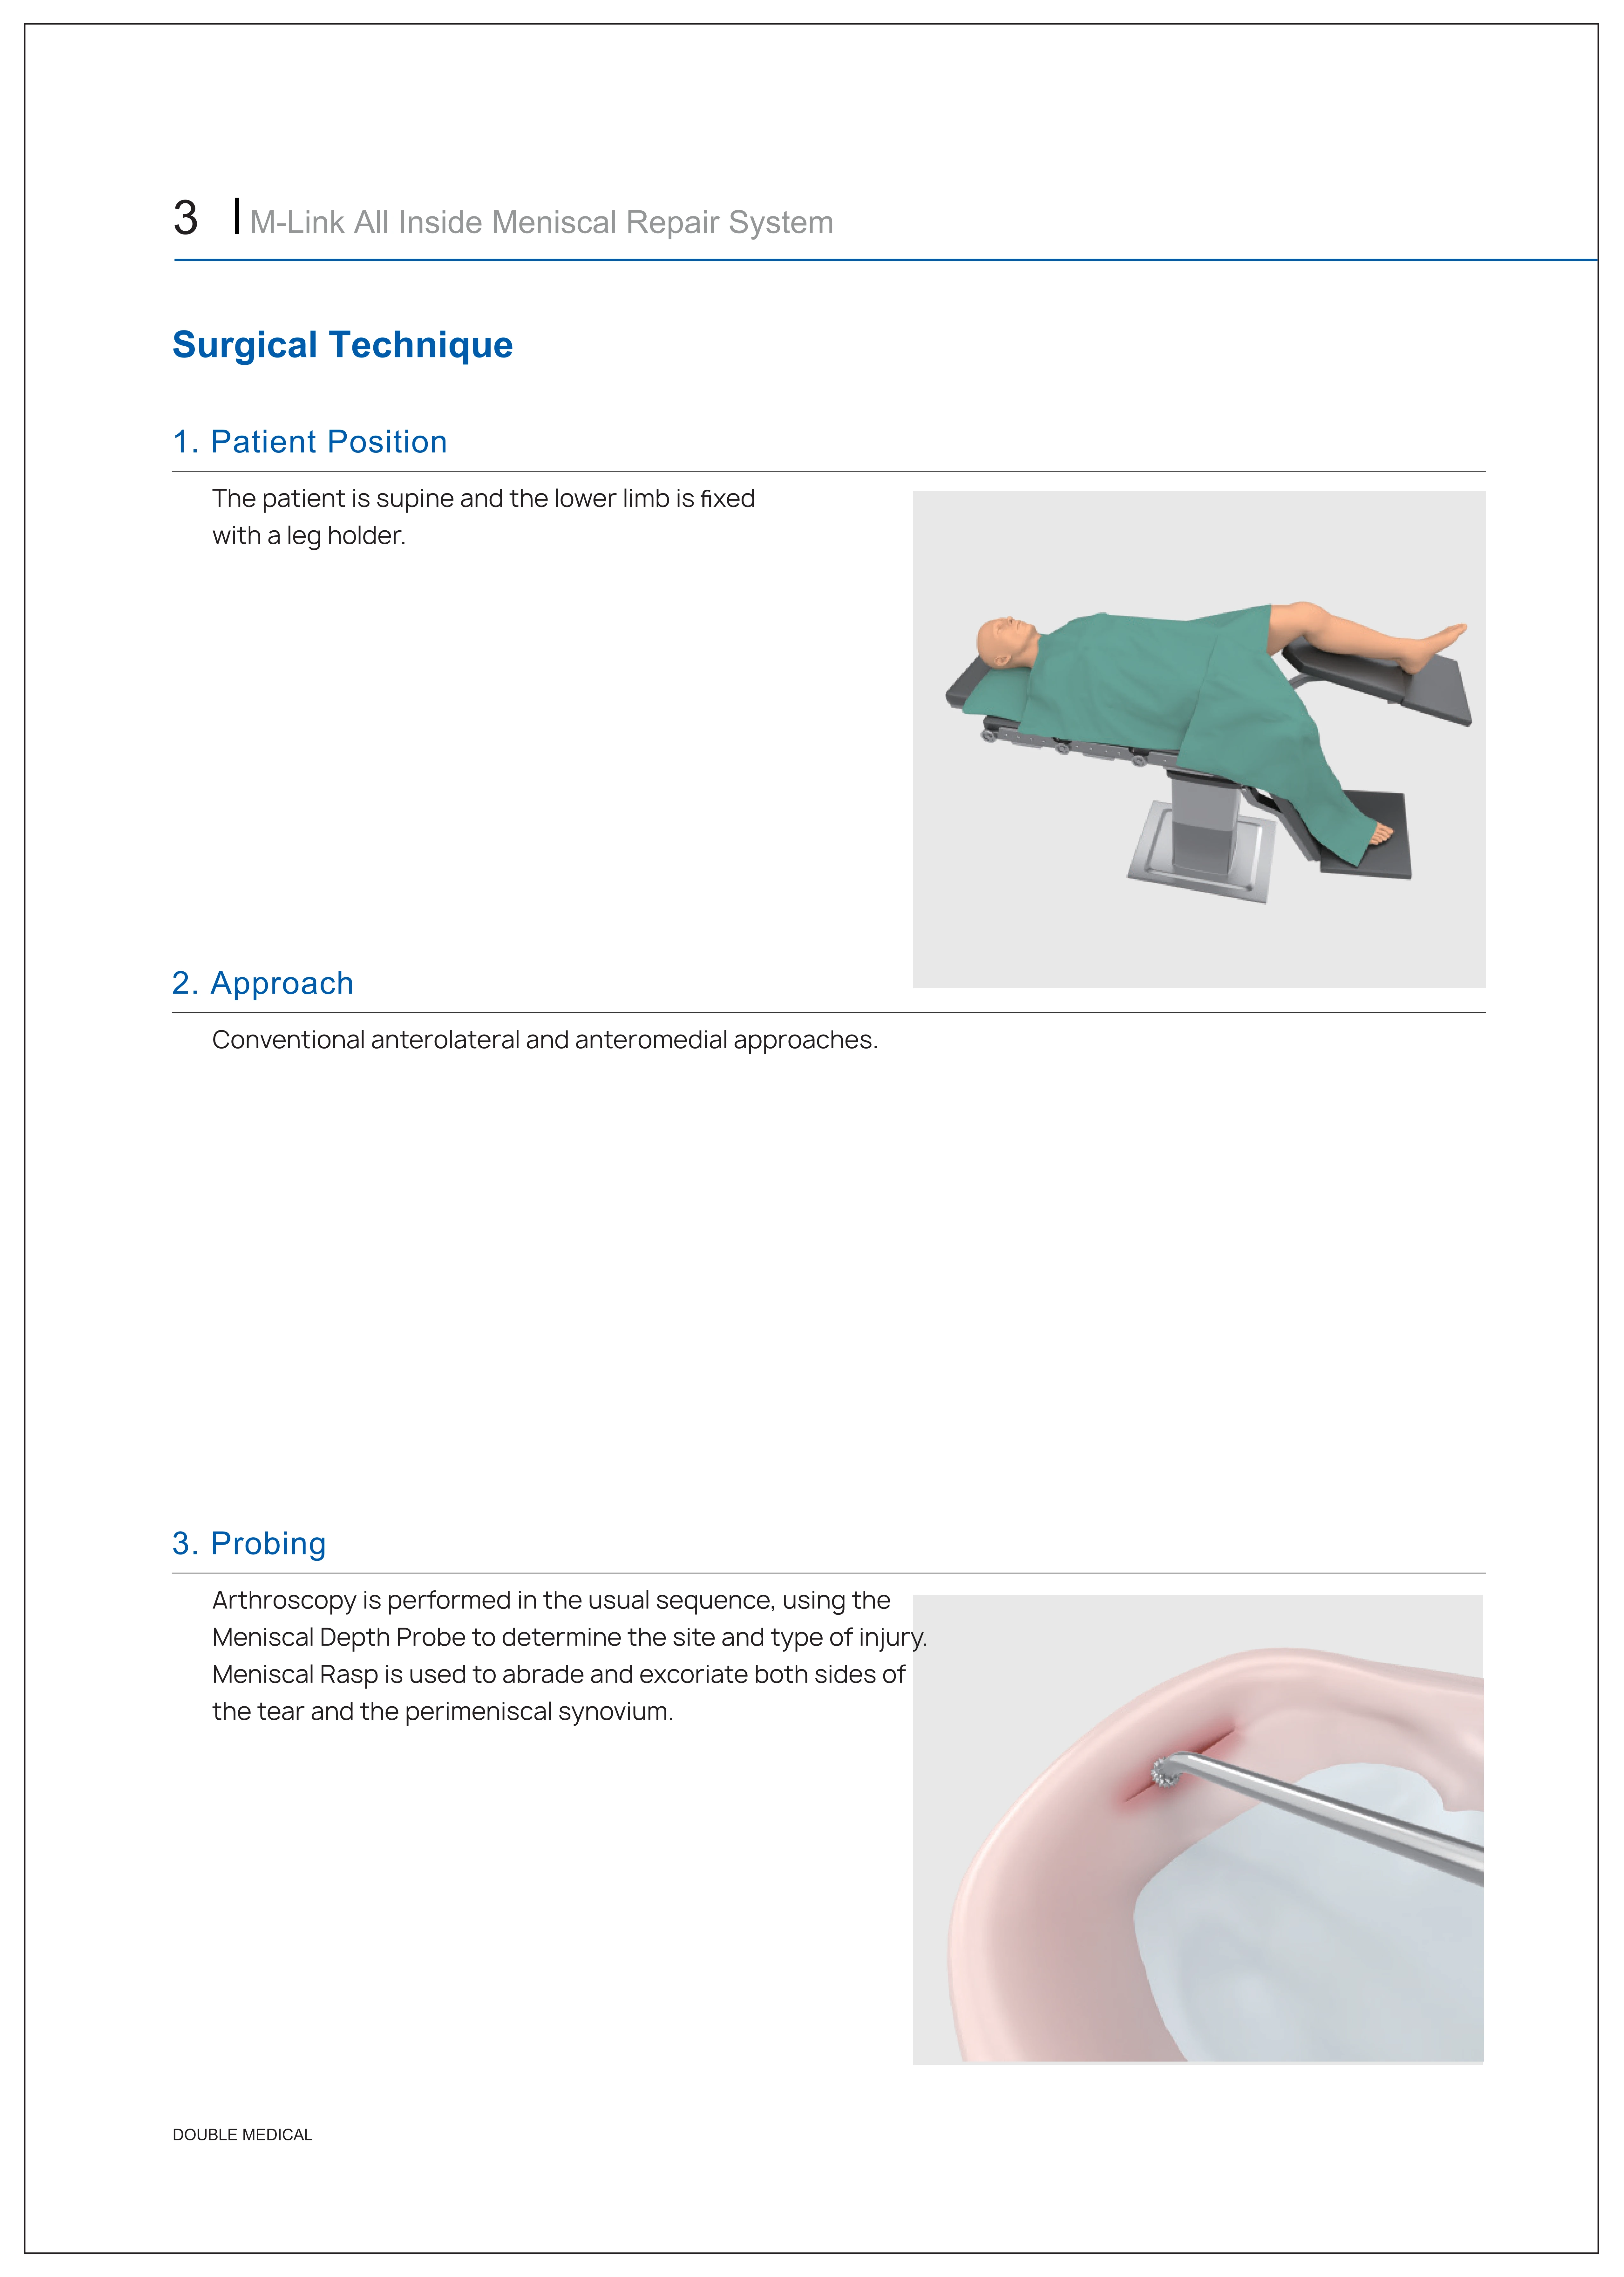 3 | M-Link All Inside Meniscal Repair System
Surgical Technique
1. Patient Position
The patient is supine and the lower limb is fixed
with a leg holder.
2. Approach
Conventional anterolateral and anteromedial approaches.
3. Probing
Arthroscopy is performed in the usual sequence, using the
Meniscal Depth Probe to determine the site and type of injury.
Meniscal Rasp is used to abrade and excoriate both sides of
the tear and the perimeniscal synovium.
DOUBLE MEDICAL